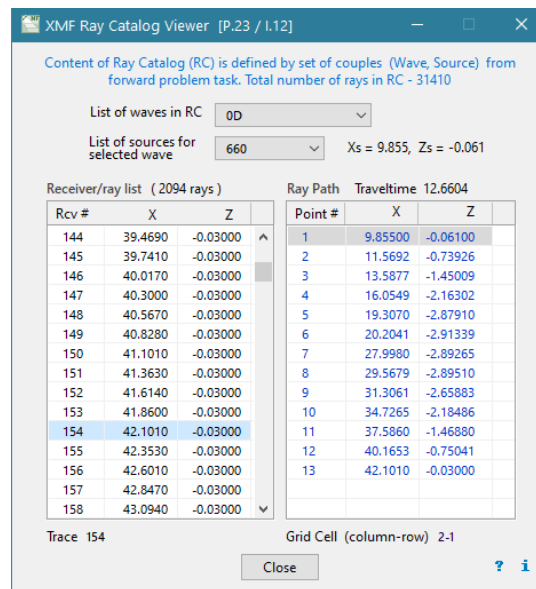 XMF Ray Catalog Viewer [P.23 / I.12]
Content of Ray Catalog (RC) is defined by set of couples (Wave, Source) from
forward problem task. Total number of rays in RC - 31410
List of waves in RC 0D
List of sources for
selected wave 660 Xs = 9.855, Zs = -0.061
Receiver/ray list ( 2094 rays ) Ray Path Traveltime 12.6604
Rcv # X Z Point # X Z
144 39.4690 -0.03000 1 9.85500 -0.06100
145 39.7410 -0.03000 2 11.5692 -0.73926
146 40.0170 -0.03000 3 13.5877 -1.45009
147 40.3000 -0.03000 4 16.0549 -2.16302
148 40.5670 -0.03000 5 19.3070 -2.87910
149 40.8280 -0.03000 6 20.2041 -2.91339
150 41.1010 -0.03000 7 27.9980 -2.89265
151 41.3630 -0.03000 8 29.5679 -2.89510
152 41.6140 -0.03000 9 31.3061 -2.65883
153 41.8600 -0.03000 10 34.7265 -2.18486
154 42.1010 -0.03000 11 37.5860 -1.46880
155 42.3530 -0.03000 12 40.1653 -0.75041
156 42.6010 -0.03000 13 42.1010 -0.03000
157 42.8470 -0.03000
158 43.0940 -0.03000
Trace 154 Grid Cell (column-row) 2-1
Close ? i